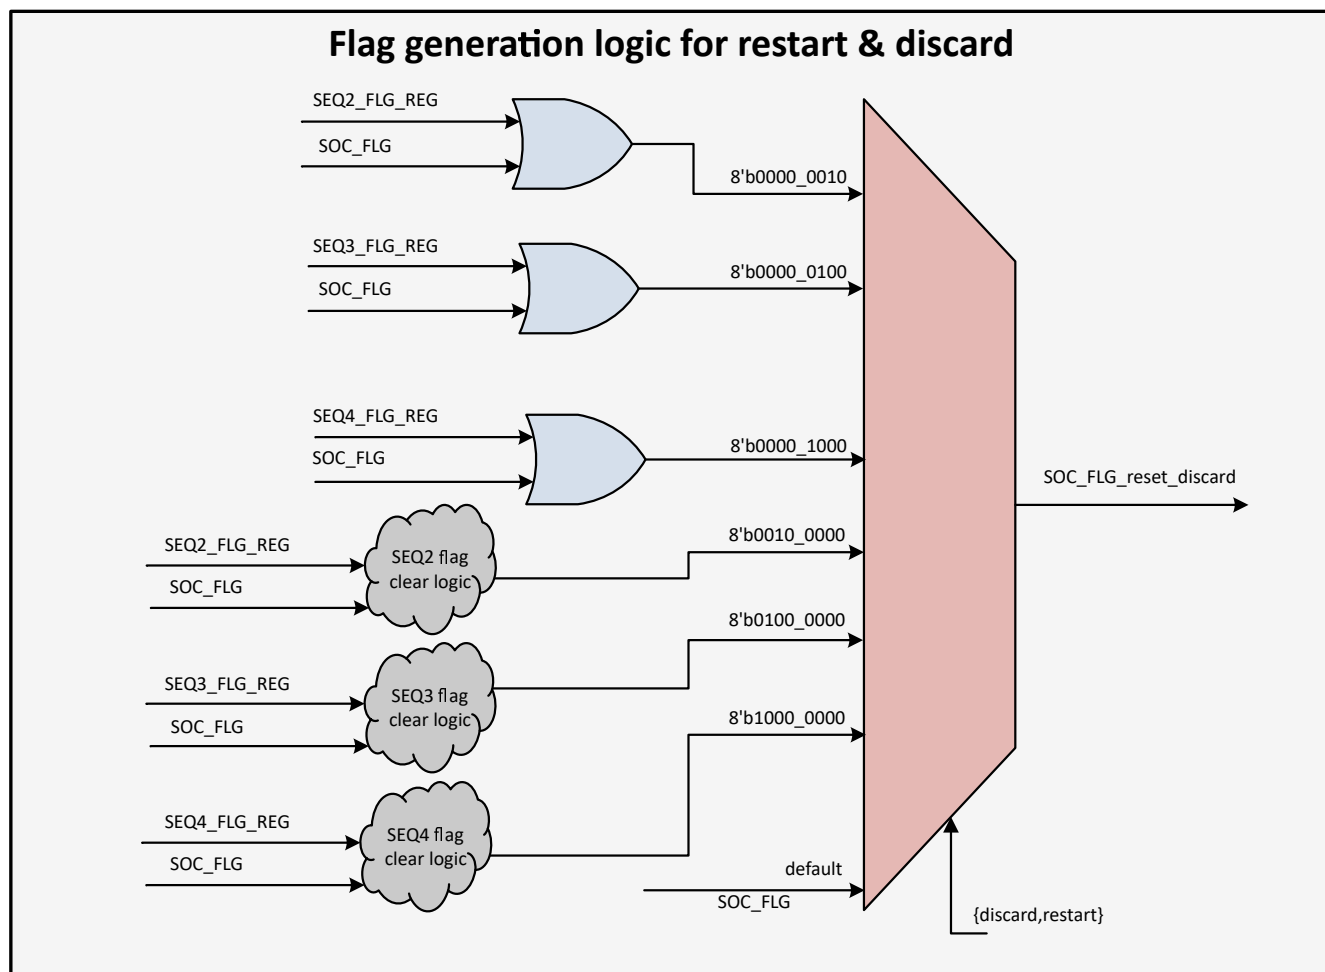 Flag generation logic for restart & discard
SEQ2_FLG_REG
SOC_FLG
8'b0000_0010
SEQ3_FLG_REG
SOC_FLG
8'b0000_0100
SEQ4_FLG_REG
SOC_FLG
8'b0000_1000
SOC_FLG_reset_discard
SEQ2_FLG_REG
SOC_FLG
SEQ2 flag
clear logic
8'b0010_0000
SEQ3_FLG_REG
SOC_FLG
SEQ3 flag
clear logic
8'b0100_0000
SEQ4_FLG_REG
SOC_FLG
SEQ4 flag
clear logic
8'b1000_0000
default
SOC_FLG
{discard,restart}